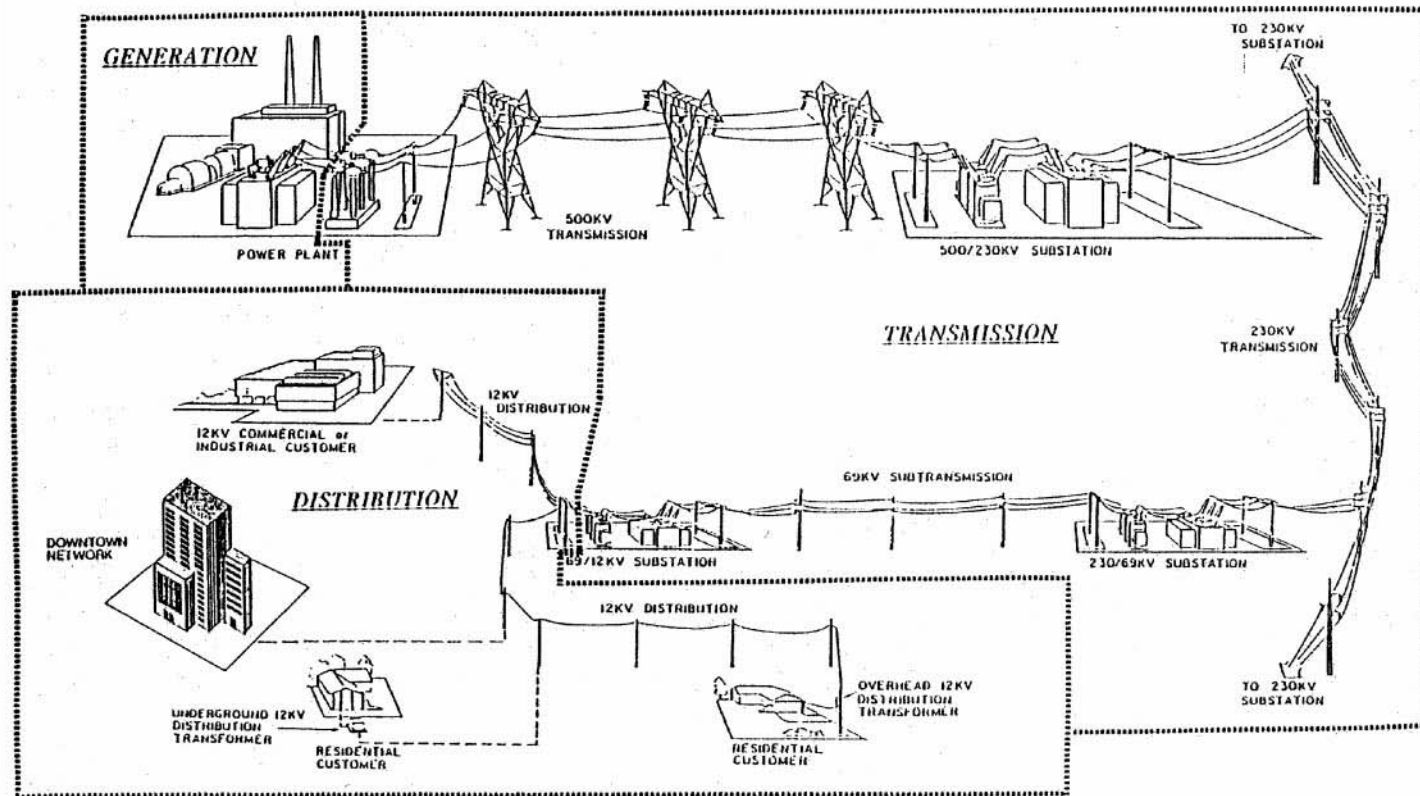 GENERATION
POWER PLANT
500KV
TRANSMISSION
500/230KV SUBSTATION
TO 230KV
SUBSTATION
TRANSMISSION
230KV
TRANSMISSION
12KV
DISTRIBUTION
12KV COMMERCIAL or
INDUSTRIAL CUSTOMER
DISTRIBUTION
69KV SUBTRANSMISSION
DOWNTOWN
NETWORK
69/12KV SUBSTATION
230/69KV SUBSTATION
12KV DISTRIBUTION
UNDERGROUND 12KV
DISTRIBUTION
TRANSFORMER
RESIDENTIAL
CUSTOMER
OVERHEAD 12KV
DISTRIBUTION
TRANSFORMER
RESIDENTIAL
CUSTOMER
TO 230KV
SUBSTATION